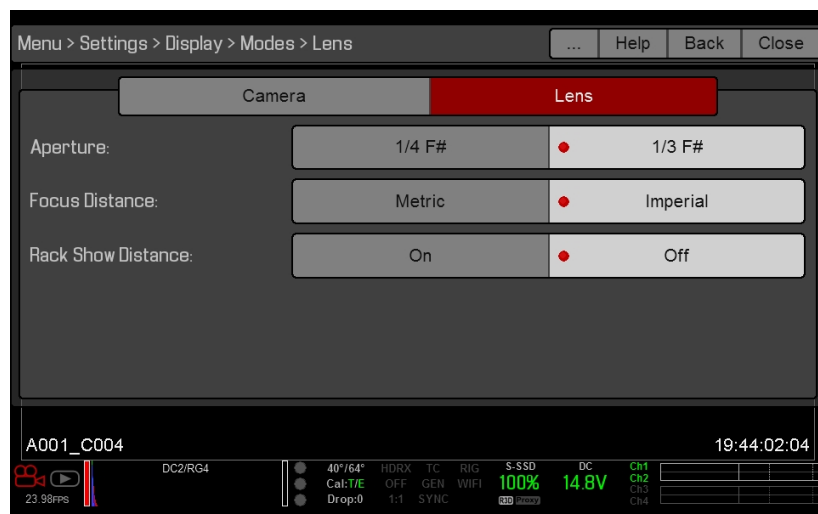 Menu > Settings > Display > Modes > Lens ... Help Back Close
Camera Lens
Aperture: 1/4 F# 1/3 F#
Focus Distance: Metric Imperial
Rack Show Distance: On Off
A001_C004 19:44:02:04
DC2/RG4 40°/64° HDRX TC RIG S-SSD DC Ch1
Cal:T/E OFF GEN WIFI 100% 14.8V Ch2
23.98FPS Drop:0 1:1 SYNC R3D Proxy Ch3
Ch4